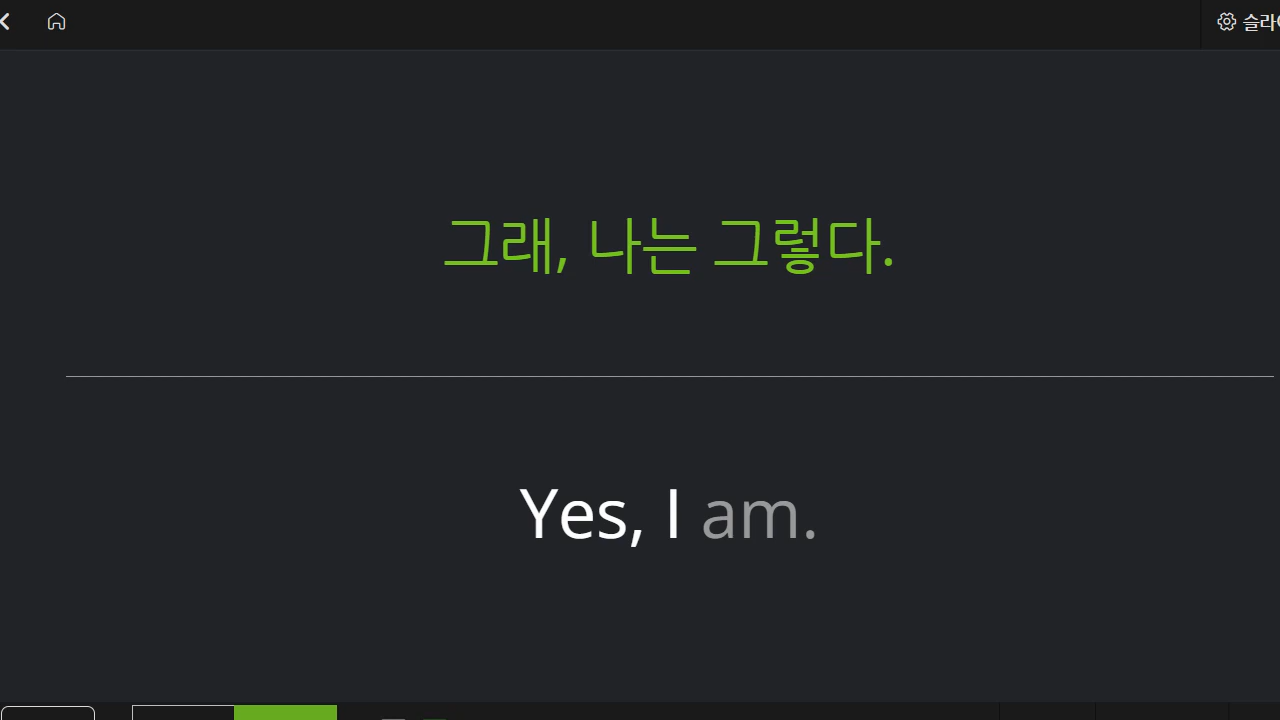 그래, 나는 그렇다.
Yes, I am.